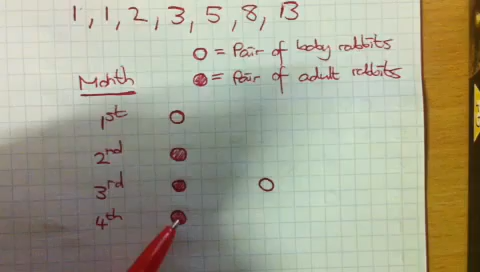 1, 1, 2, 3, 5, 8, 13
= Pair of baby rabbits
= Pair of adult rabbits
Month
1st
2nd
3rd
4th